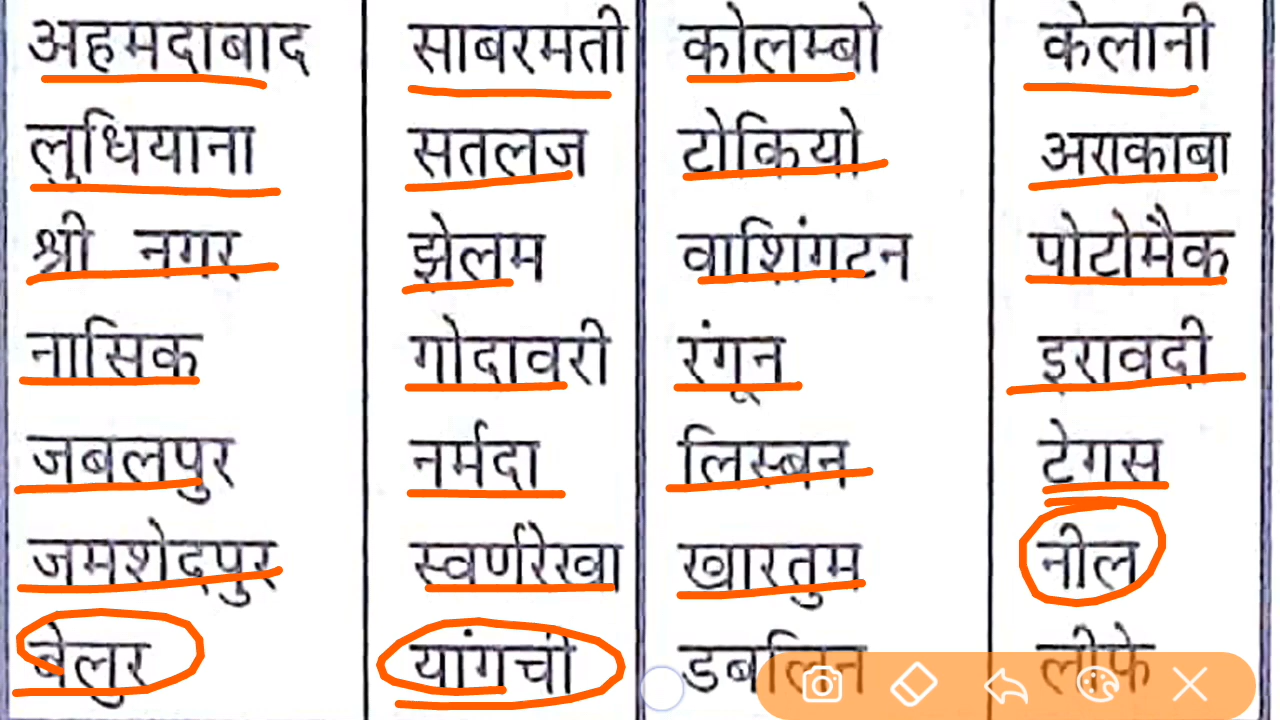 अहमदाबाद साबरमती कोलम्बो केलानी
लुधियाना सतलज टोकियो अराकाबा
श्री नगर झेलम वाशिंगटन पोटोमैक
नासिक गोदावरी रंगून इरावदी
जबलपुर नर्मदा लिस्बन टेगस
जमशेदपुर स्वर्णरेखा खारतुम नील
बेलुर यांगची डबलिन लीफे